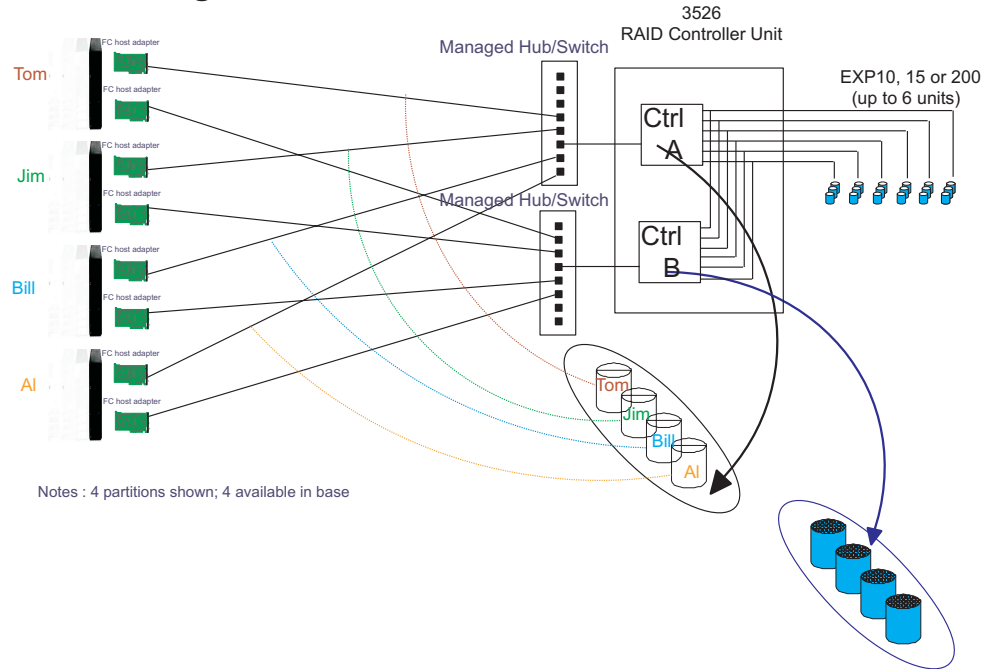 3526
RAID Controller Unit
Managed Hub/Switch
EXP10, 15 or 200
(up to 6 units)
FC host adapter
Tom
FC host adapter
Ctrl
A
FC host adapter
Jim
FC host adapter
Managed Hub/Switch
Ctrl
B
FC host adapter
Bill
FC host adapter
FC host adapter
Al
FC host adapter
Tom
Jim
Bill
Al
Notes : 4 partitions shown; 4 available in base